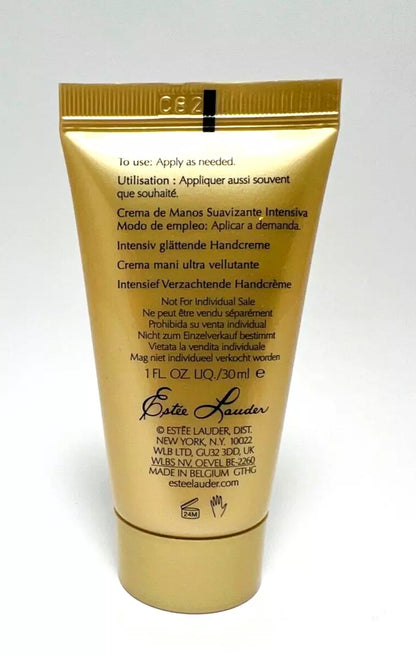 C82
To use: Apply as needed.
Utilisation : Appliquer aussi souvent
que souhaité.
Crema de Manos Suavizante Intensiva
Modo de empleo: Aplicar a demanda.
Intensiv glättende Handcreme
Crema mani ultra vellutante
Intensief Verzachtende Handcrème
Not For Individual Sale
Ne peut être vendu séparément
Prohibida su venta individual
Nicht zum Einzelverkauf bestimmt
Vietata la vendita individuale
Mag niet individueel verkocht worden
1 FL. OZ. LIQ./30 ml ℮
Estée Lauder
© ESTĒE LAUDER, DIST.
NEW YORK, N.Y. 10022
WLB LTD, GU32 3DD, UK
WLBS NV, OEVEL BE-2260
MADE IN BELGIUM GTHG
esteelauder.com
24M